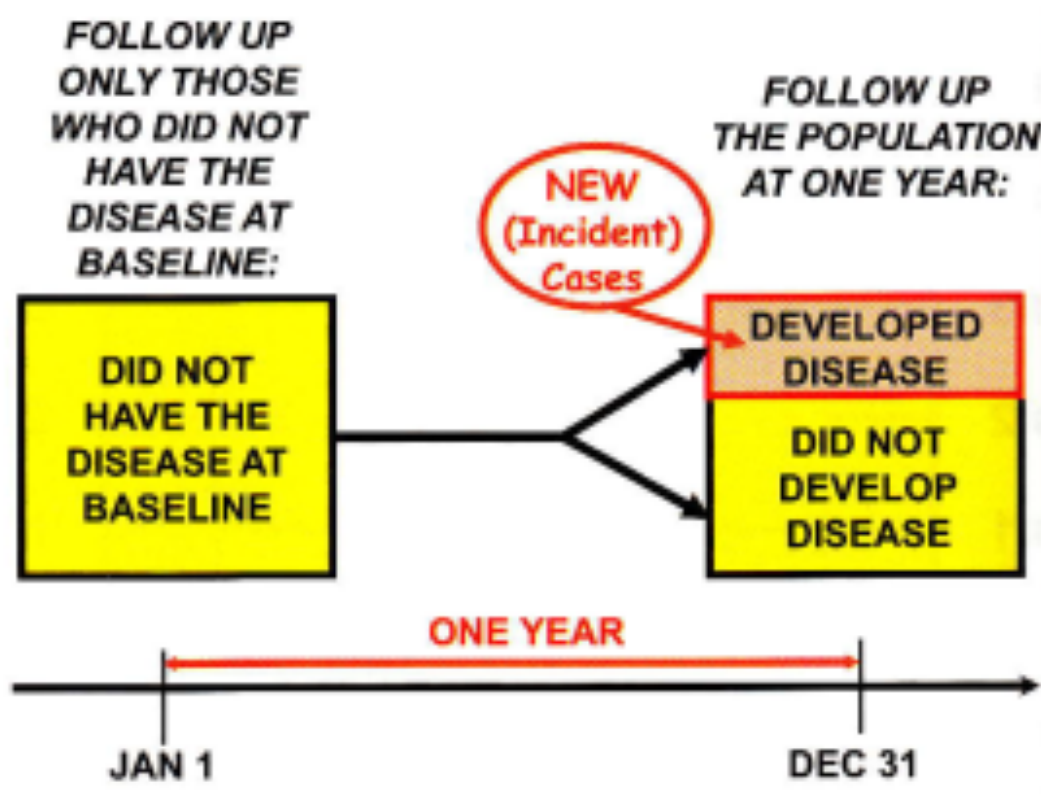 FOLLOW UP
ONLY THOSE
WHO DID NOT
HAVE THE
DISEASE AT
BASELINE:
FOLLOW UP
THE POPULATION
AT ONE YEAR:
NEW
(Incident)
Cases
DID NOT
HAVE THE
DISEASE AT
BASELINE
DEVELOPED
DISEASE
DID NOT
DEVELOP
DISEASE
ONE YEAR
JAN 1
DEC 31